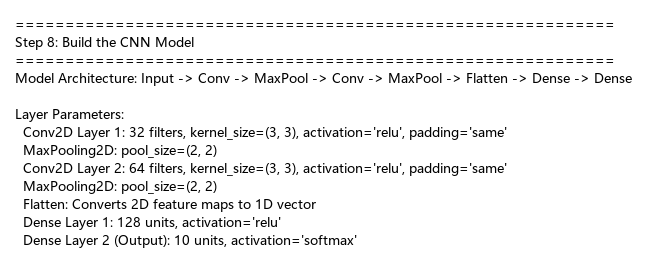 ============================================================
Step 8: Build the CNN Model
============================================================
Model Architecture: Input -> Conv -> MaxPool -> Conv -> MaxPool -> Flatten -> Dense -> Dense
Layer Parameters:
Conv2D Layer 1: 32 filters, kernel_size=(3, 3), activation='relu', padding='same'
MaxPooling2D: pool_size=(2, 2)
Conv2D Layer 2: 64 filters, kernel_size=(3, 3), activation='relu', padding='same'
MaxPooling2D: pool_size=(2, 2)
Flatten: Converts 2D feature maps to 1D vector
Dense Layer 1: 128 units, activation='relu'
Dense Layer 2 (Output): 10 units, activation='softmax'